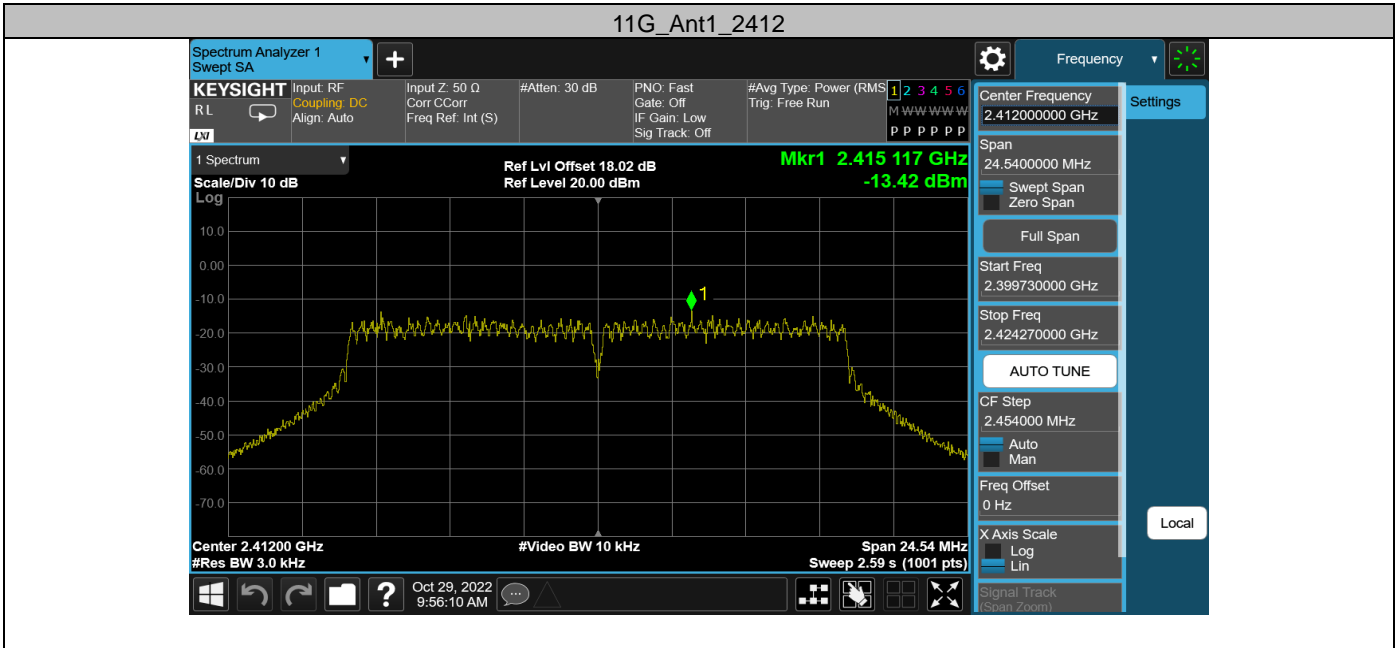 11G_Ant1_2412
Spectrum Analyzer 1
Swept SA
+
Frequency
KEYSIGHT
RL
LXI
Input: RF
Coupling: DC
Align: Auto
Input Z: 50 Ω
Corr CCorr
Freq Ref: Int (S)
#Atten: 30 dB
PNO: Fast
Gate: Off
IF Gain: Low
Sig Track: Off
#Avg Type: Power (RMS
Trig: Free Run
1 2 3 4 5 6
M W W W W W
P P P P P P
1 Spectrum
Scale/Div 10 dB
Log
Ref Lvl Offset 18.02 dB
Ref Level 20.00 dBm
Mkr1 2.415 117 GHz
-13.42 dBm
10.0
0.00
-10.0
-20.0
-30.0
-40.0
-50.0
-60.0
-70.0
1
Center 2.41200 GHz
#Res BW 3.0 kHz
#Video BW 10 kHz
Span 24.54 MHz
Sweep 2.59 s (1001 pts)
Center Frequency
2.412000000 GHz
Span
24.5400000 MHz
Swept Span
Zero Span
Full Span
Start Freq
2.399730000 GHz
Stop Freq
2.424270000 GHz
AUTO TUNE
CF Step
2.454000 MHz
Auto
Man
Freq Offset
0 Hz
X Axis Scale
Log
Lin
Signal Track
(Span Zoom)
Settings
Local
?
Oct 29, 2022
9:56:10 AM